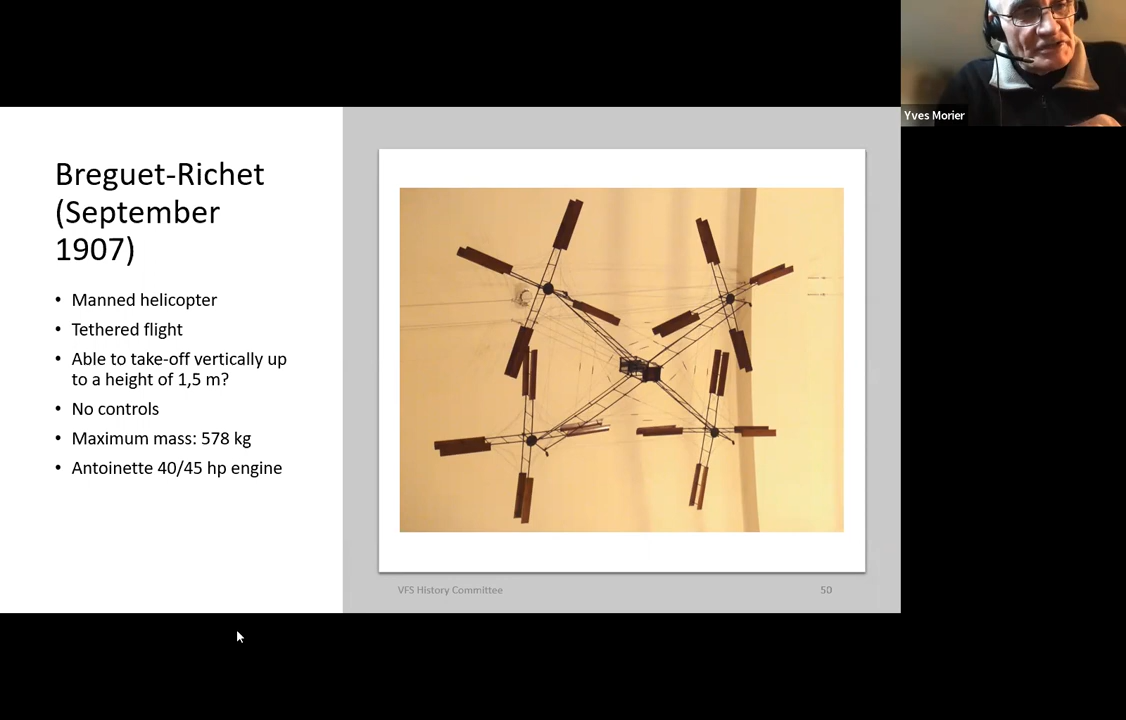 Yves Morier
Breguet-Richet
(September
1907)
• Manned helicopter
• Tethered flight
• Able to take-off vertically up
to a height of 1,5 m?
• No controls
• Maximum mass: 578 kg
• Antoinette 40/45 hp engine
VFS History Committee
50